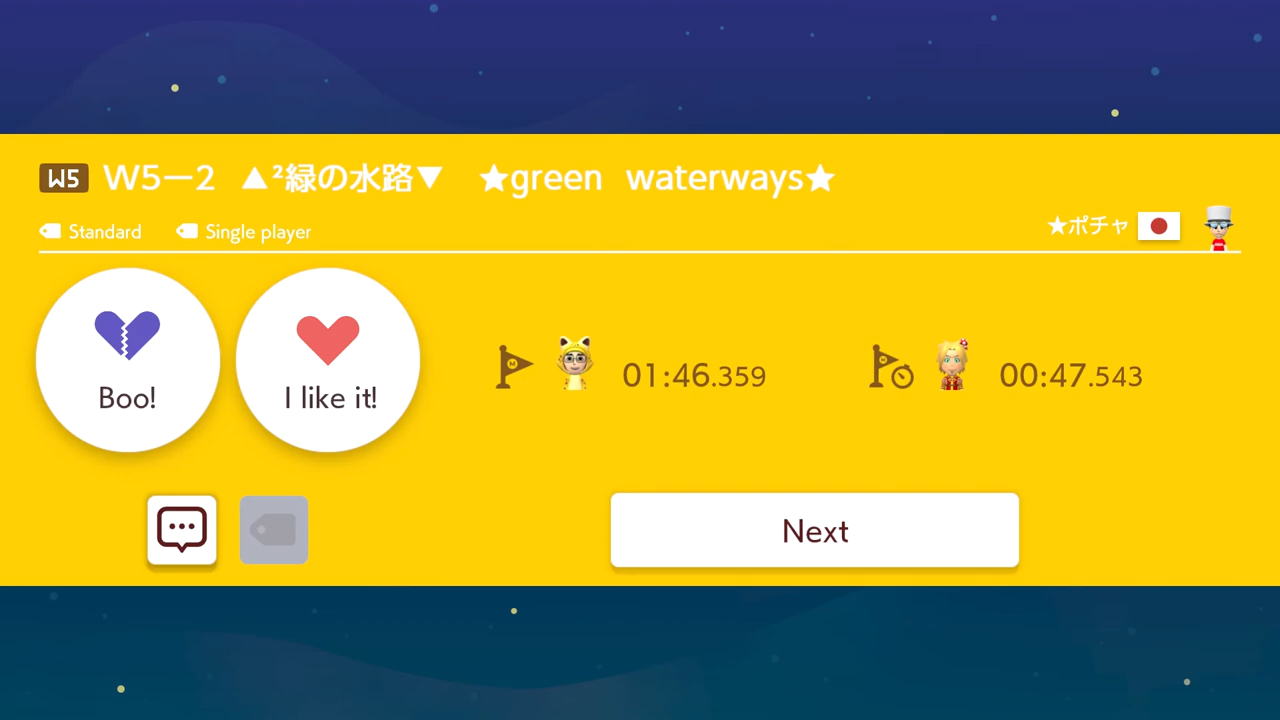 W5 W5ー2 ▲²緑の水路▼ ★green waterways★
Standard Single player
★ポチャ
Boo!
I like it!
M 01:46.359
M 00:47.543
Next